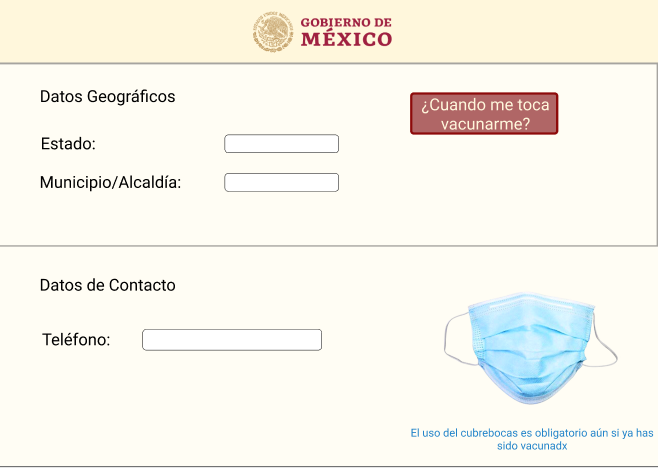 GOBIERNO DE
MÉXICO
Datos Geográficos
¿Cuando me toca
vacunarme?
Estado:
Municipio/Alcaldía:
Datos de Contacto
Teléfono:
El uso del cubrebocas es obligatorio aún si ya has
sido vacunadx